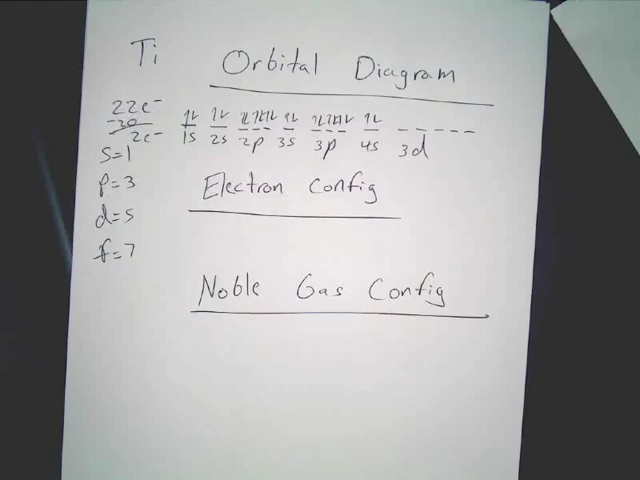 Ti
Orbital Diagram
22e-
-20
2e-
1s 2s 2p 3s 3p 4s 3d
s=1
p=3
d=5
f=7
Electron Config
Noble Gas Config